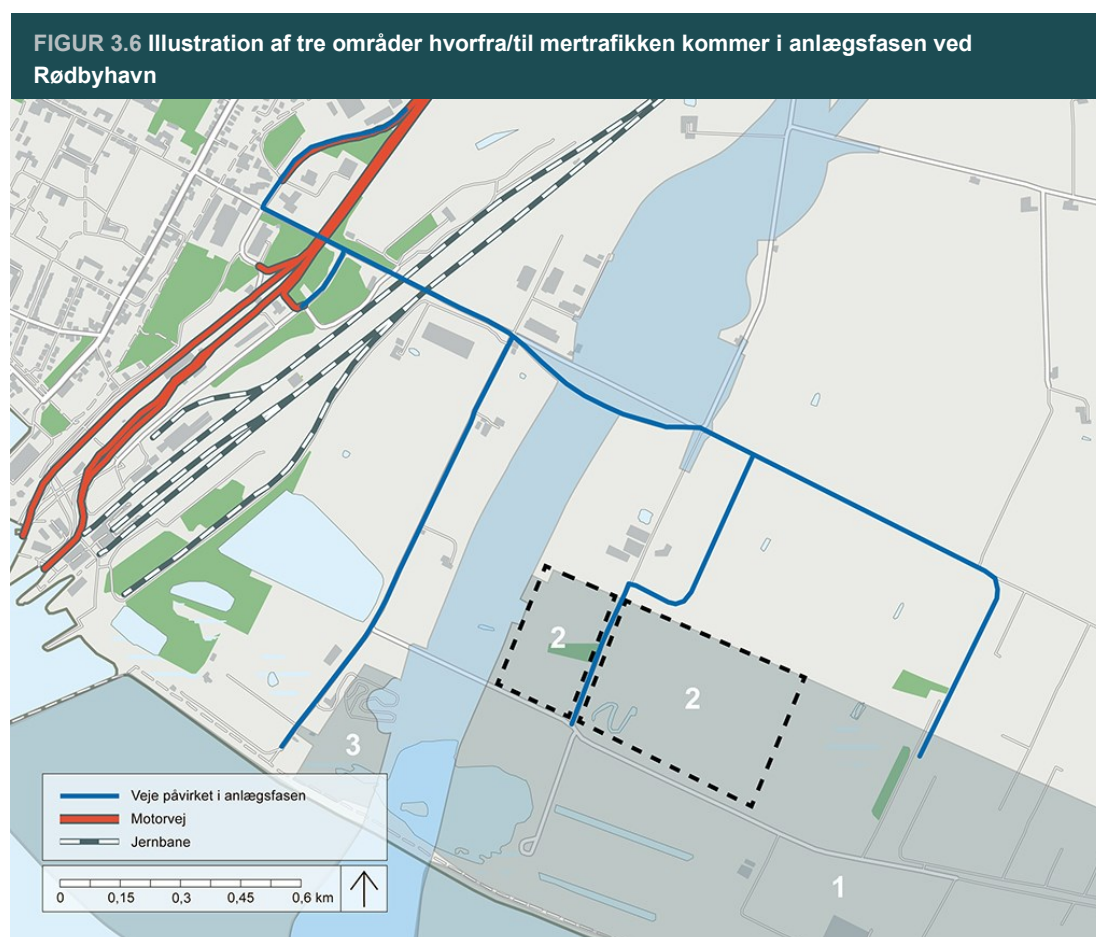 FIGUR 3.6 Illustration af tre områder hvorfra/til mertrafikken kommer i anlægsfasen ved
Rødbyhavn
2
2
3
1
Veje påvirket i anlægsfasen
Motorvej
Jernbane
0 0,15 0,3 0,45 0,6 km